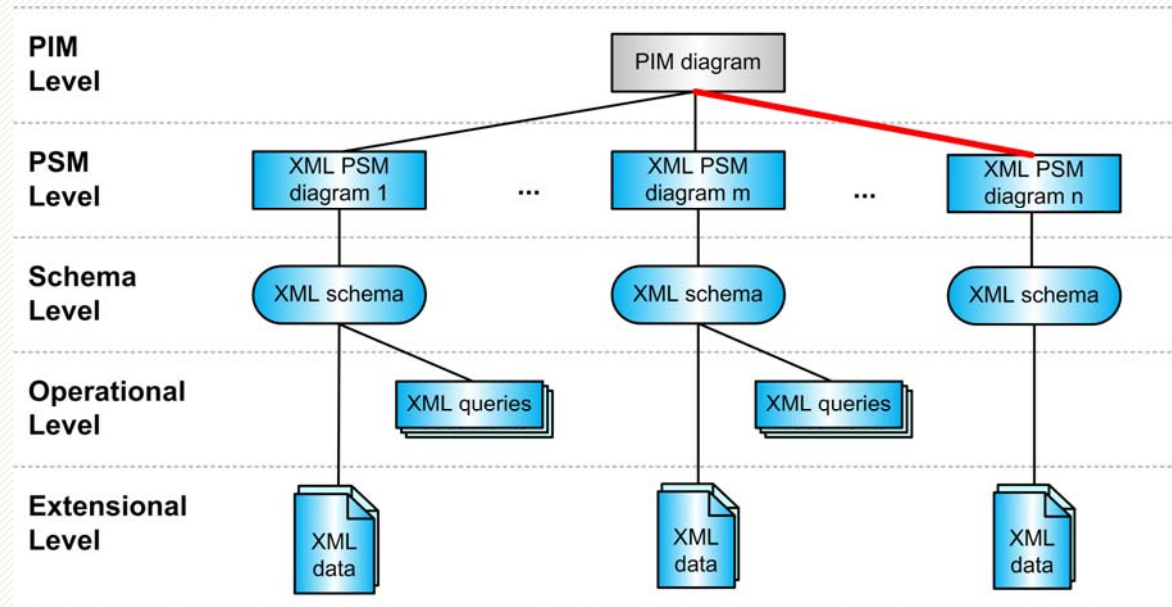 PIM
Level
PIM diagram
PSM
Level
XML PSM
diagram 1
...
XML PSM
diagram m
...
XML PSM
diagram n
Schema
Level
XML schema
XML schema
XML schema
Operational
Level
XML queries
XML queries
Extensional
Level
XML
data
XML
data
XML
data